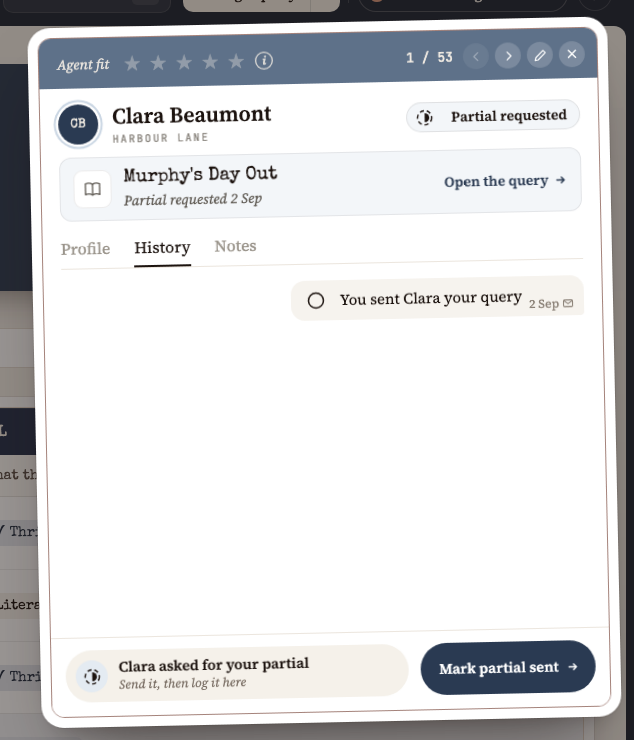 Agent fit
1 / 53
CB
Clara Beaumont
HARBOUR LANE
Partial requested
Murphy's Day Out
Partial requested 2 Sep
Open the query →
Profile
History
Notes
You sent Clara your query
2 Sep
Clara asked for your partial
Send it, then log it here
Mark partial sent →